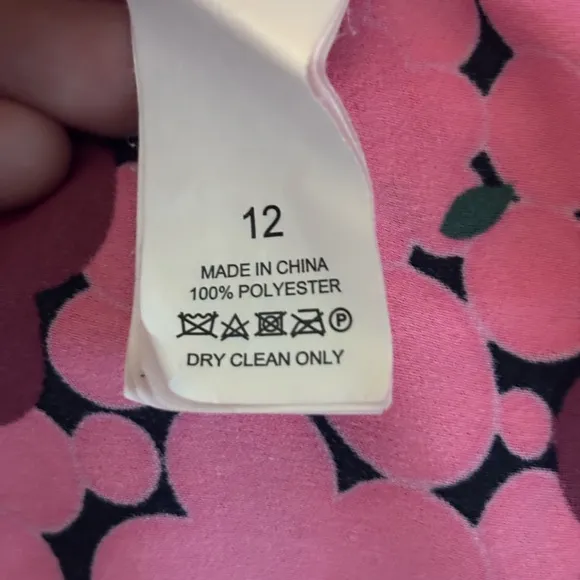 12
MADE IN CHINA
100% POLYESTER
P
DRY CLEAN ONLY